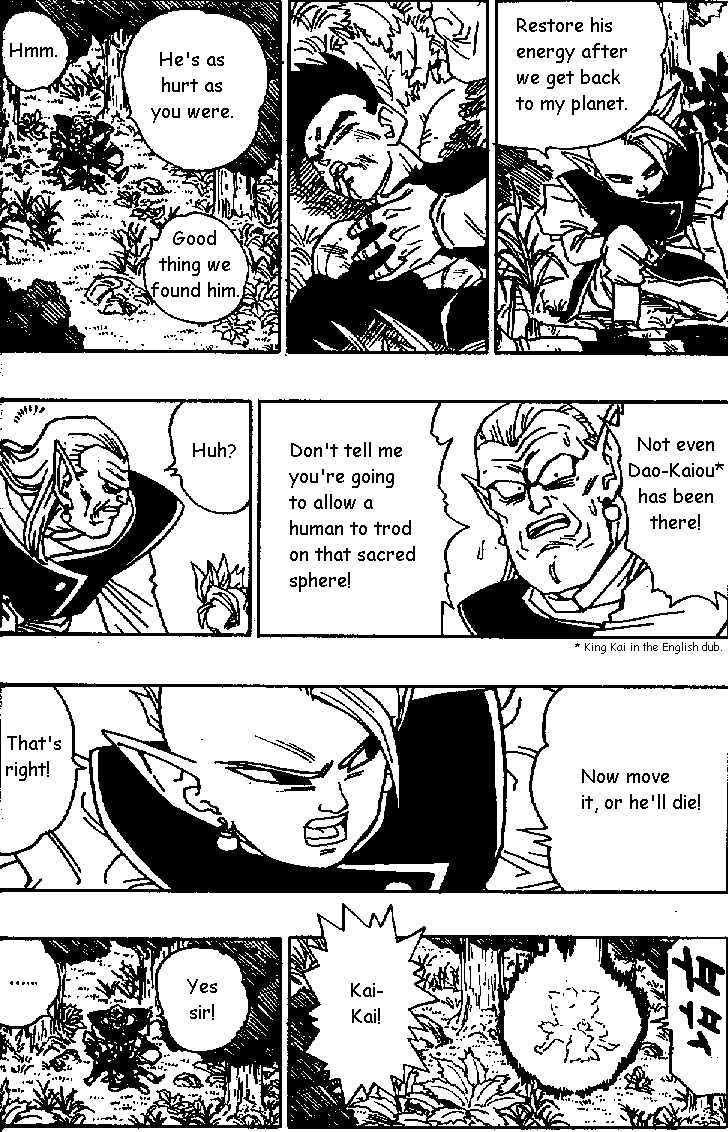 Hmm.
He's as
hurt as
you were.
Good
thing we
found him.
Restore his
energy after
we get back
to my planet.
Huh?
Don't tell me
you're going
to allow a
human to trod
on that sacred
sphere!
Not even
Dao-Kaiou*
has been
there!
* King Kai in the English dub.
That's
right!
Now move
it, or he'll die!
......
Yes
sir!
Kai-
Kai!